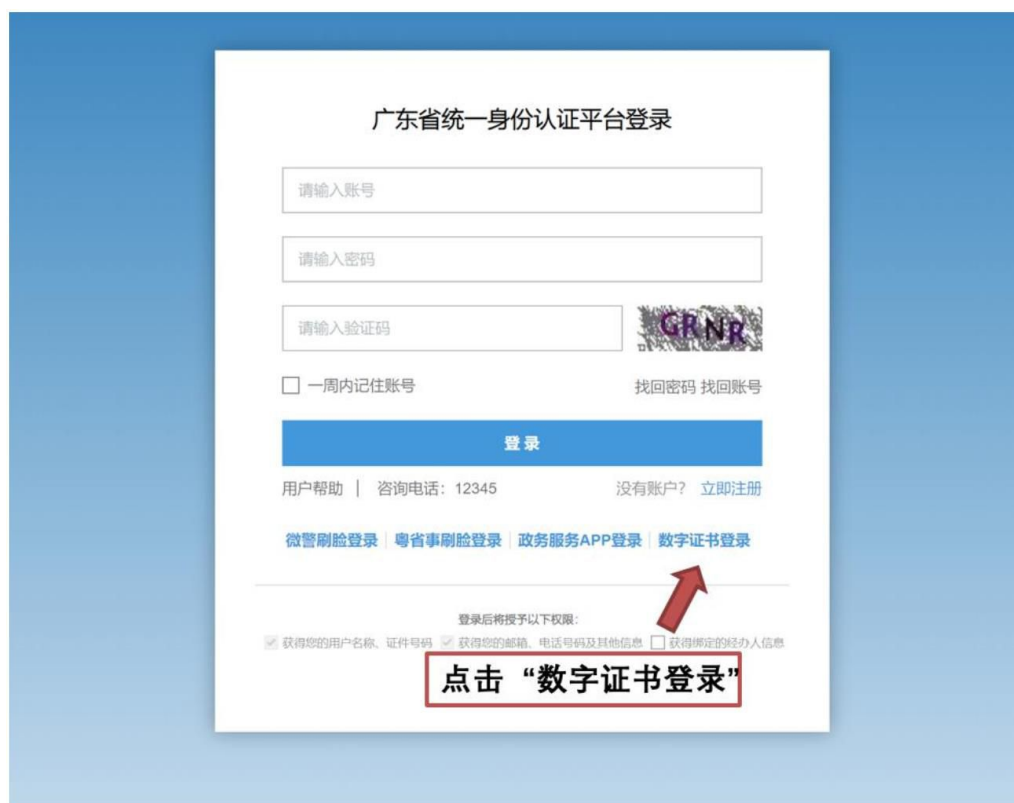 广东省统一身份认证平台登录
请输入账号
请输入密码
请输入验证码 GRNR
一周内记住账号 找回密码 找回账号
登录
用户帮助 | 咨询电话：12345 没有账户？ 立即注册
微警刷脸登录 | 粤省事刷脸登录 | 政务服务APP登录 | 数字证书登录
登录后将授予以下权限：
获得您的用户名称、证件号码 获得您的邮箱、电话号码及其他信息 获得绑定的经办人信息
点击“数字证书登录”